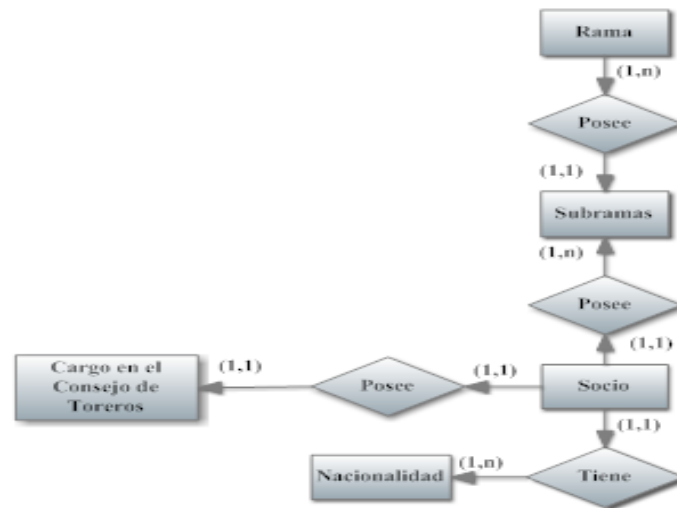 Rama
(1,n)
Posee
(1,1)
Subramas
(1,n)
Posee
(1,1)
Cargo en el
Consejo de
Toreros
(1,1)
Posee
(1,1)
Socio
(1,1)
Nacionalidad
(1,n)
Tiene